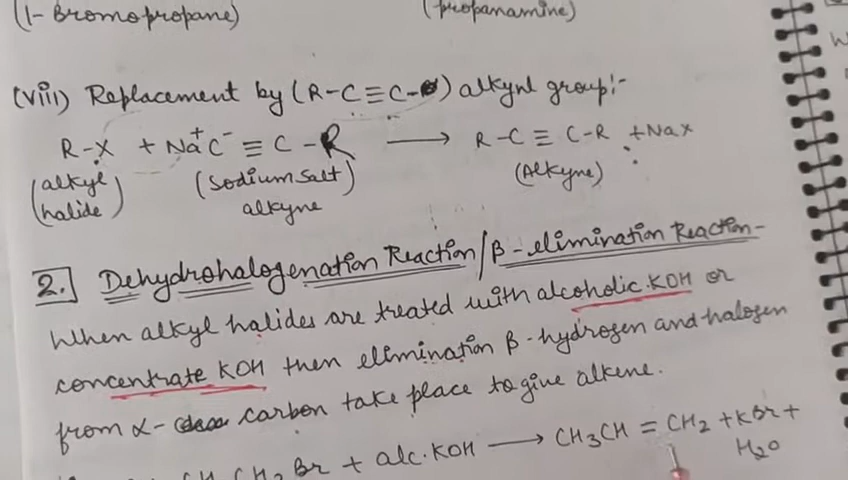 (1-Bromopropane) (propanamine)
(viii) Replacement by (R-C≡C-) alkynl group:-
R-X + Na⁺C⁻ ≡ C - R ⟶ R-C ≡ C-R + NaX
(alkyl halide) (Sodium salt) alkyne (Alkyne)
2. Dehydrohalogenation Reaction/β-elimination Reaction-
When alkyl halides are treated with alcoholic KOH or
concentrate KOH then elimination β-hydrogen and halogen
from α- carbon take place to give alkene.
CH₂Br + alc.KOH ⟶ CH₃CH = CH₂ + KBr +
H₂O